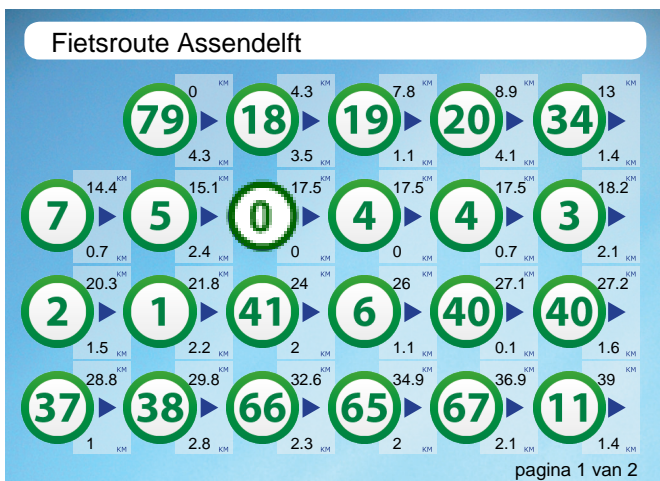 Fietsroute Assendelft
0 KM 4.3 KM 7.8 KM 8.9 KM 13 KM
79 18 19 20 34
4.3 KM 3.5 KM 1.1 KM 4.1 KM 1.4 KM
14.4 KM 15.1 KM 17.5 KM 17.5 KM 17.5 KM 18.2 KM
7 5 0 4 4 3
0.7 KM 2.4 KM 0 KM 0 KM 0.7 KM 2.1 KM
20.3 KM 21.8 KM 24 KM 26 KM 27.1 KM 27.2 KM
2 1 41 6 40 40
1.5 KM 2.2 KM 2 KM 1.1 KM 0.1 KM 1.6 KM
28.8 KM 29.8 KM 32.6 KM 34.9 KM 36.9 KM 39 KM
37 38 66 65 67 11
1 KM 2.8 KM 2.3 KM 2 KM 2.1 KM 1.4 KM
pagina 1 van 2